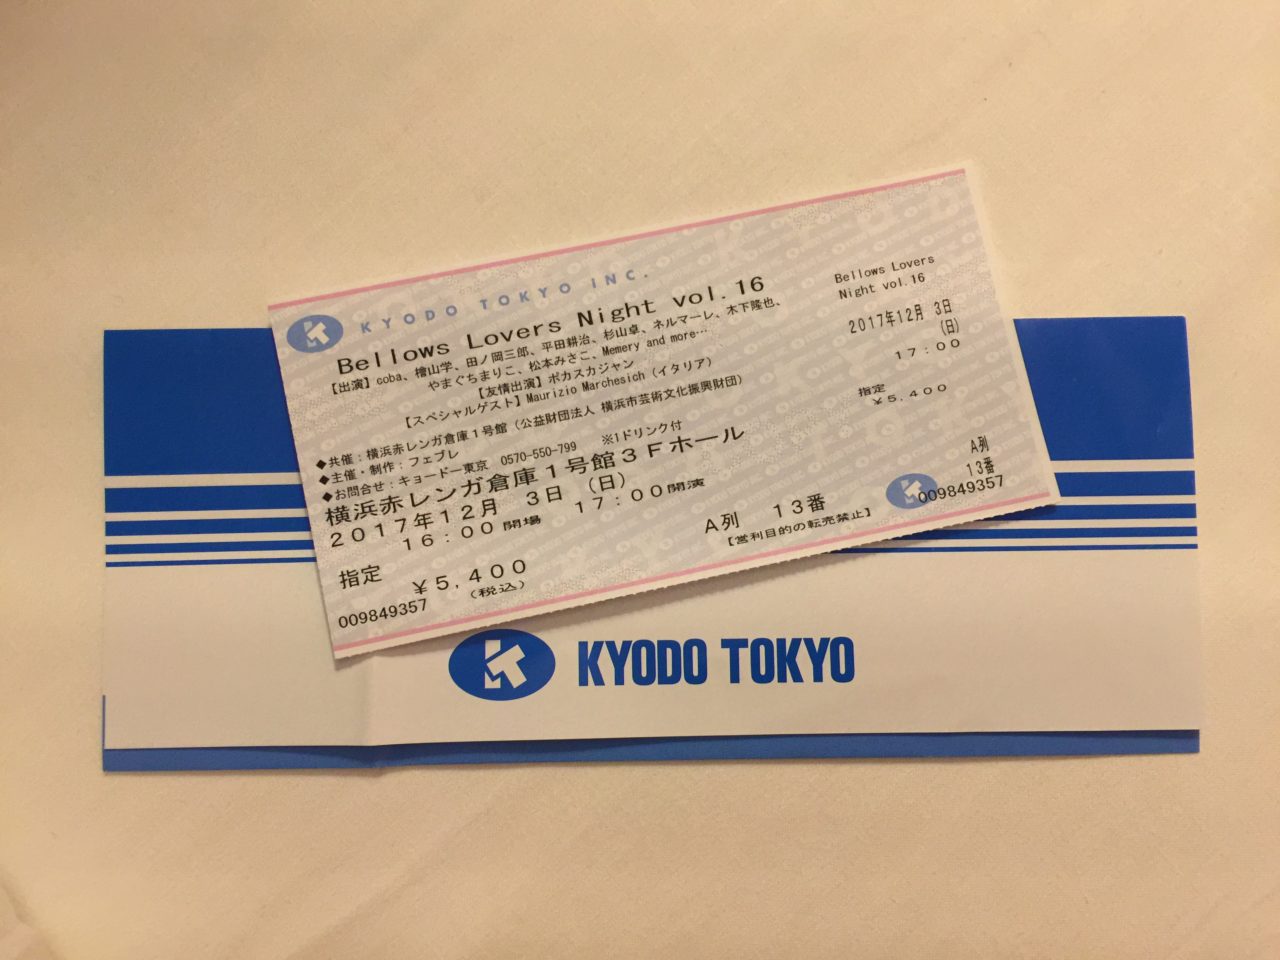 KYODO TOKYO INC.
Bellows Lovers Night vol.16
【出演】coba、檜山学、田ノ岡三郎、平田耕治、杉山卓、ネルマーレ、木下隆也、
やまぐちまりこ、松本みさこ、Memery and more…
【友情出演】ポカスカジャン
【スペシャルゲスト】Maurizio Marchesich(イタリア)
◆共催:横浜赤レンガ倉庫1号館(公益財団法人 横浜市芸術文化振興財団)
◆主催・制作:フェブレ
◆お問合せ:キョードー東京 0570-550-799 ※1ドリンク付
横浜赤レンガ倉庫1号館3Fホール
2017年12月 3日 (日)
16:00開場 17:00開演
指定 ¥5,400
(税込)
A列 13番
【営利目的の転売禁止】
009849357
Bellows Lovers
Night vol.16
2017年12月 3日
(日)
17:00
指定
¥5,400
A列
13番
009849357
KYODO TOKYO